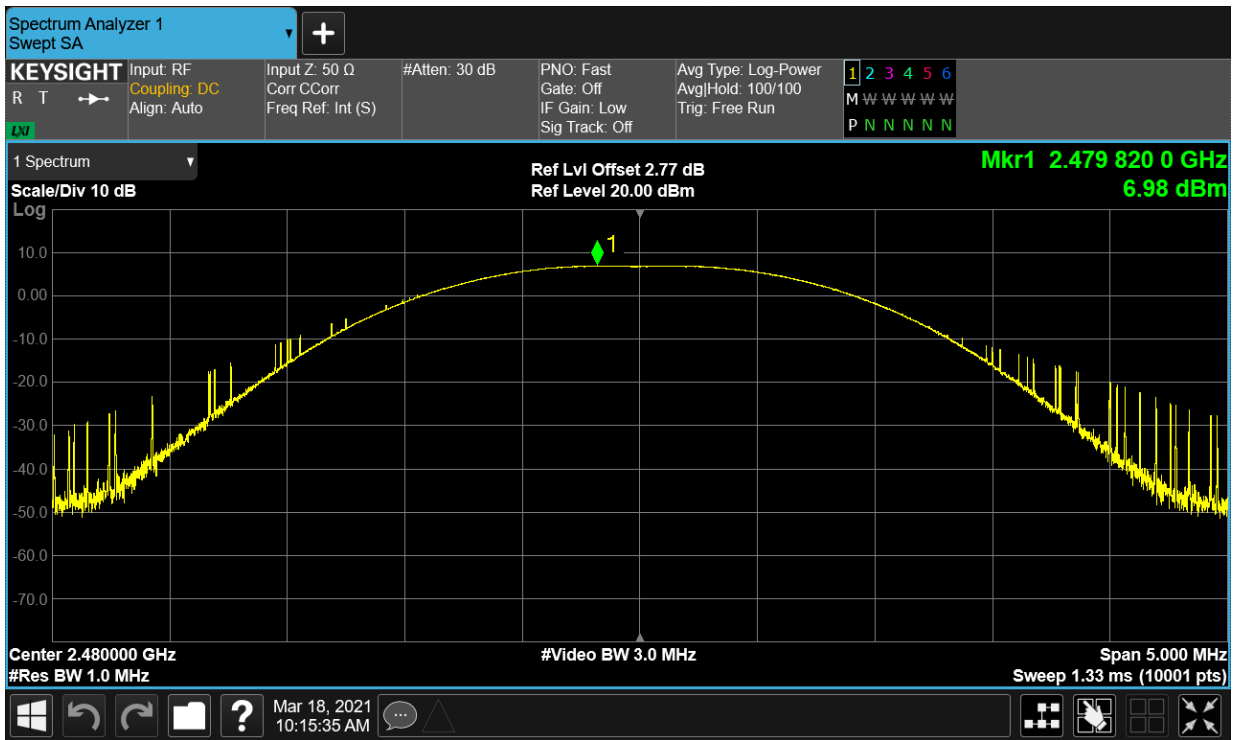 Spectrum Analyzer 1
Swept SA
▼
+
KEYSIGHT
R T
LXI
Input: RF
Coupling: DC
Align: Auto
Input Z: 50 Ω
Corr CCorr
Freq Ref: Int (S)
#Atten: 30 dB
PNO: Fast
Gate: Off
IF Gain: Low
Sig Track: Off
Avg Type: Log-Power
Avg|Hold: 100/100
Trig: Free Run
1 2 3 4 5 6
M W W W W W
P N N N N N
1 Spectrum ▼
Scale/Div 10 dB
Log
Ref Lvl Offset 2.77 dB
Ref Level 20.00 dBm
Mkr1 2.479 820 0 GHz
6.98 dBm
1
10.0
0.00
-10.0
-20.0
-30.0
-40.0
-50.0
-60.0
-70.0
Center 2.480000 GHz
#Res BW 1.0 MHz
#Video BW 3.0 MHz
Span 5.000 MHz
Sweep 1.33 ms (10001 pts)
?
Mar 18, 2021
10:15:35 AM